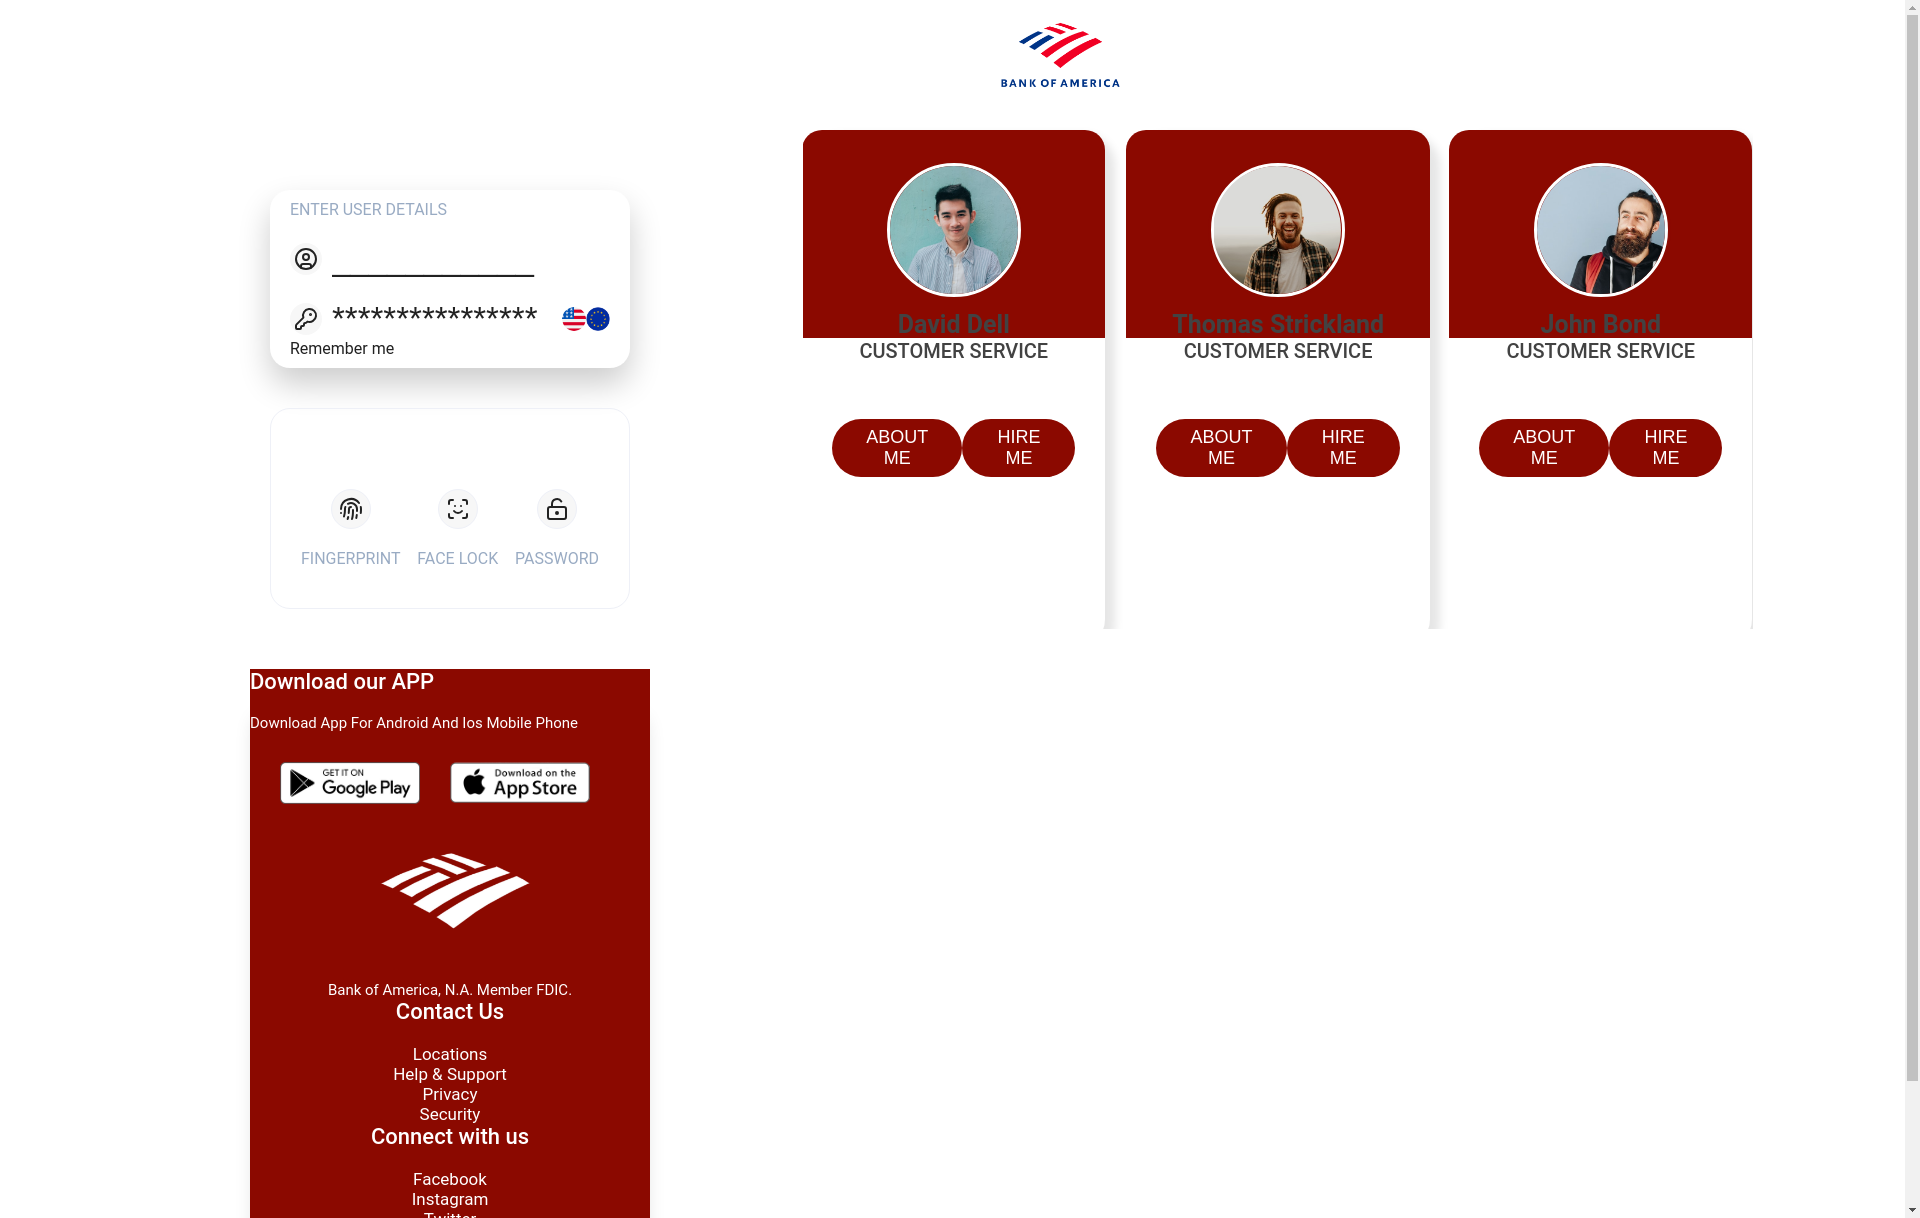 BANK OF AMERICA
ENTER USER DETAILS
****************
Remember me
FINGERPRINT FACE LOCK PASSWORD
David Dell
CUSTOMER SERVICE
ABOUT ME
HIRE ME
Thomas Strickland
CUSTOMER SERVICE
ABOUT ME
HIRE ME
John Bond
CUSTOMER SERVICE
ABOUT ME
HIRE ME
Download our APP
Download App For Android And Ios Mobile Phone
GET IT ON
Google Play
Download on the
App Store
Bank of America, N.A. Member FDIC.
Contact Us
Locations
Help & Support
Privacy
Security
Connect with us
Facebook
Instagram
Twitter